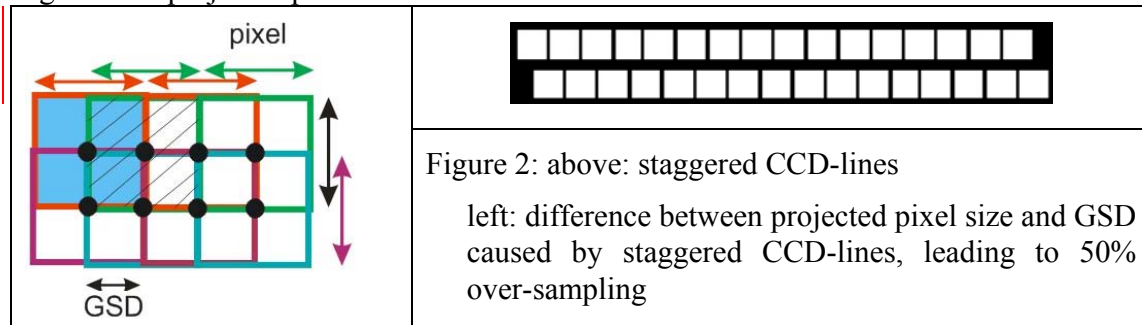 pixel
GSD
Figure 2: above: staggered CCD-lines
left: difference between projected pixel size and GSD
caused by staggered CCD-lines, leading to 50%
over-sampling